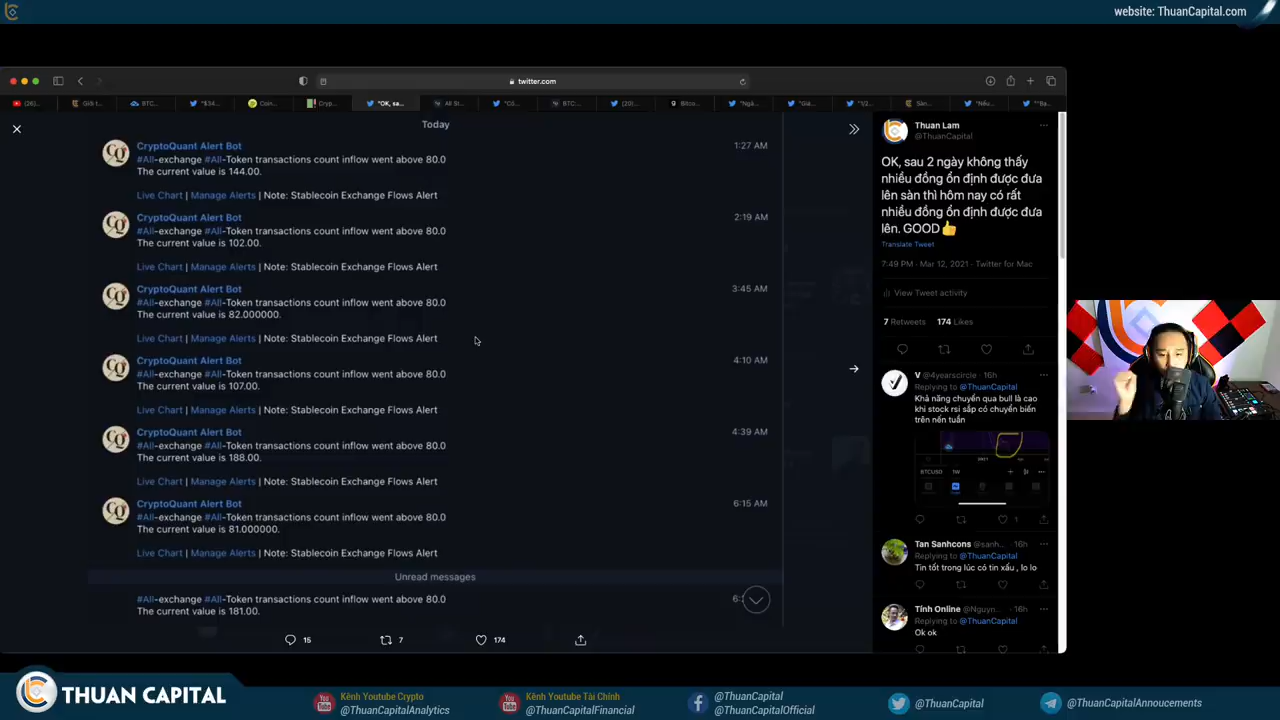 website: ThuanCapital.com
twitter.com
Today
CryptoQuant Alert Bot
1:27 AM
#All-exchange #All-Token transactions count inflow went above 80.0
The current value is 144.00.
Live Chart | Manage Alerts | Note: Stablecoin Exchange Flows Alert
CryptoQuant Alert Bot
2:19 AM
#All-exchange #All-Token transactions count inflow went above 80.0
The current value is 102.00.
Live Chart | Manage Alerts | Note: Stablecoin Exchange Flows Alert
CryptoQuant Alert Bot
3:45 AM
#All-exchange #All-Token transactions count inflow went above 80.0
The current value is 82.000000.
Live Chart | Manage Alerts | Note: Stablecoin Exchange Flows Alert
CryptoQuant Alert Bot
4:10 AM
#All-exchange #All-Token transactions count inflow went above 80.0
The current value is 107.00.
Live Chart | Manage Alerts | Note: Stablecoin Exchange Flows Alert
CryptoQuant Alert Bot
4:39 AM
#All-exchange #All-Token transactions count inflow went above 80.0
The current value is 188.00.
Live Chart | Manage Alerts | Note: Stablecoin Exchange Flows Alert
CryptoQuant Alert Bot
6:15 AM
#All-exchange #All-Token transactions count inflow went above 80.0
The current value is 81.000000.
Live Chart | Manage Alerts | Note: Stablecoin Exchange Flows Alert
Unread messages
#All-exchange #All-Token transactions count inflow went above 80.0
The current value is 181.00.
15
7
174
Thuan Lam
@ThuanCapital
OK, sau 2 ngày không thấy
nhiều đồng ổn định được đưa
lên sàn thì hôm nay có rất
nhiều đồng ổn định được đưa
lên. GOOD👍
Translate Tweet
7:49 PM · Mar 12, 2021 · Twitter for Mac
View Tweet activity
7 Retweets 174 Likes
V @4yearscircle · 16h
Replying to @ThuanCapital
Khả năng chuyển qua bull là cao
khi stock rsi sắp có chuyển biến
trên nến tuần
BTCUSD 1W
1
Tan Sanhcons @sanh... · 16h
Replying to @ThuanCapital
Tin tốt trong lúc có tin xấu , lo lo
Tính Online @Nguyn... · 16h
Replying to @ThuanCapital
Ok ok
THUAN CAPITAL
Kênh Youtube Crypto
@ThuanCapitalAnalytics
Kênh Youtube Tài Chính
@ThuanCapitalFinancial
@ThuanCapital
@ThuanCapitalOfficial
@ThuanCapital
@ThuanCapitalAnnoucements